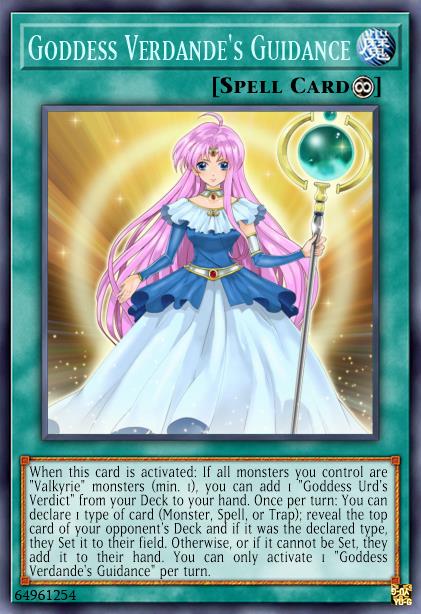 Goddess Verdande's Guidance 魔
[Spell Card]
When this card is activated: If all monsters you control are
"Valkyrie" monsters (min. 1), you can add 1 "Goddess Urd's
Verdict" from your Deck to your hand. Once per turn: You can
declare 1 type of card (Monster, Spell, or Trap); reveal the top
card of your opponent's Deck and if it was the declared type,
they Set it to their field. Otherwise, or if it cannot be Set, they
add it to their hand. You can only activate 1 "Goddess
Verdande's Guidance" per turn.
64961254